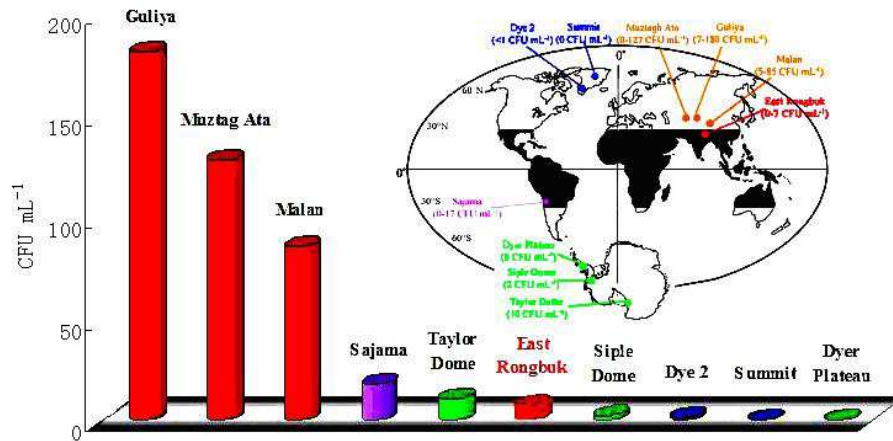 200
150
100
50
0
CFU mL⁻¹
Guliya
Muztag Ata
Malan
Sajama
Taylor
Dome
East
Rongbuk
Siple
Dome
Dye 2
Summit
Dyer
Plateau
Dye 2
(<1 CFU mL⁻¹)
Summit
(0 CFU mL⁻¹)
Muztagh Ata
(0-127 CFU mL⁻¹)
Guliya
(7-180 CFU mL⁻¹)
Malan
(5-85 CFU mL⁻¹)
East Rongbuk
(0-7 CFU mL⁻¹)
0°
60°N
30°N
0°
30°S
60°S
Sajama
(0-17 CFU mL⁻¹)
Dyer Plateau
Siple Dome
(2 CFU mL⁻¹)
Taylor Dome
(10 CFU mL⁻¹)